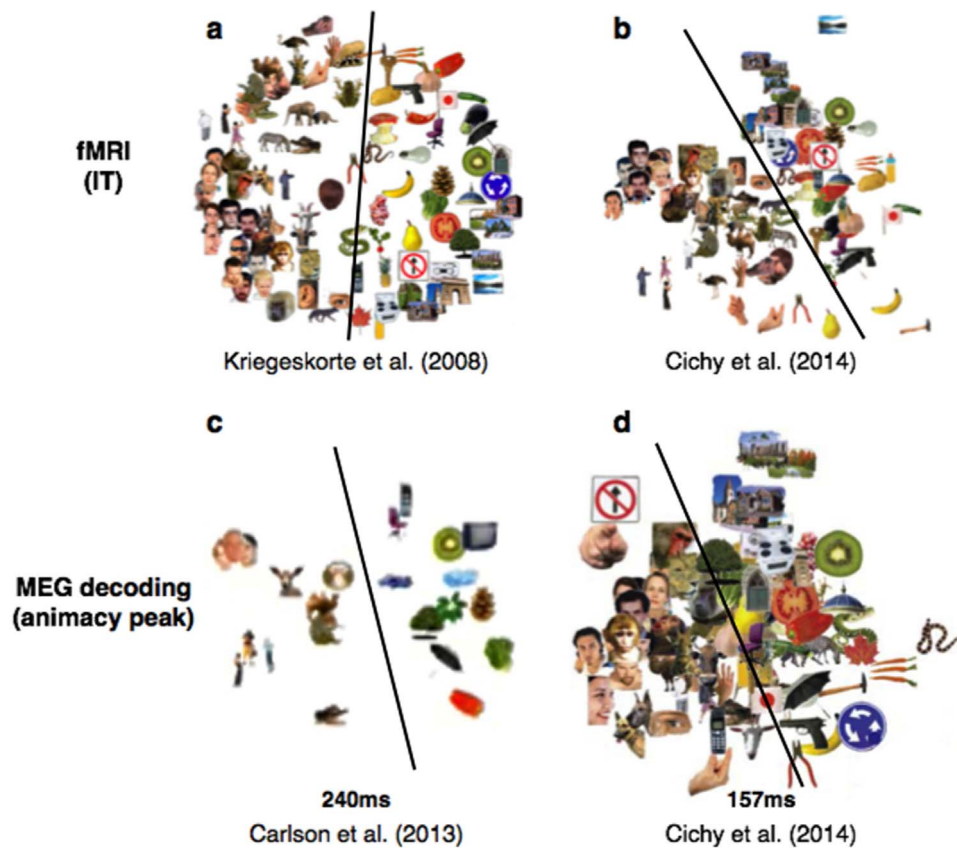 a
b
fMRI
(IT)
Kriegeskorte et al. (2008)
Cichy et al. (2014)
c
d
MEG decoding
(animacy peak)
240ms
157ms
Carlson et al. (2013)
Cichy et al. (2014)